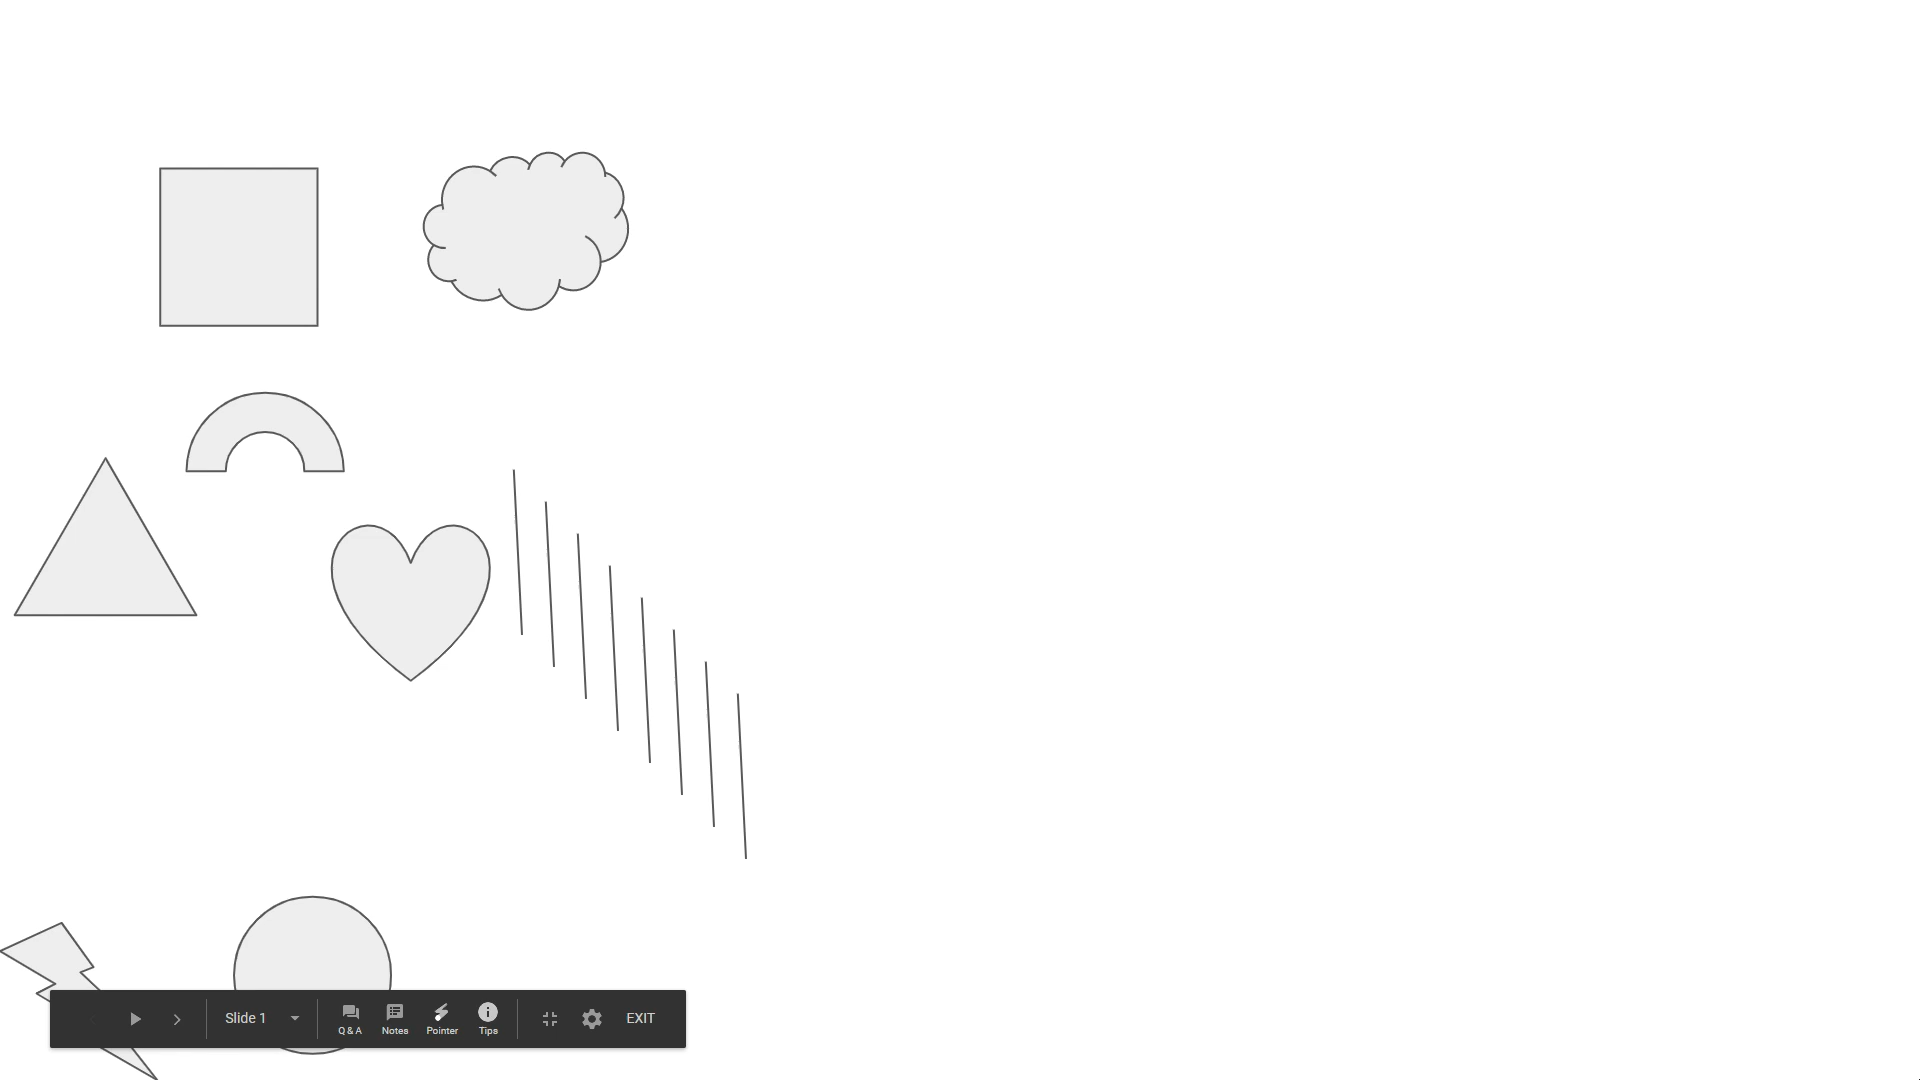 Slide 1
Q & A
Notes
Pointer
Tips
EXIT